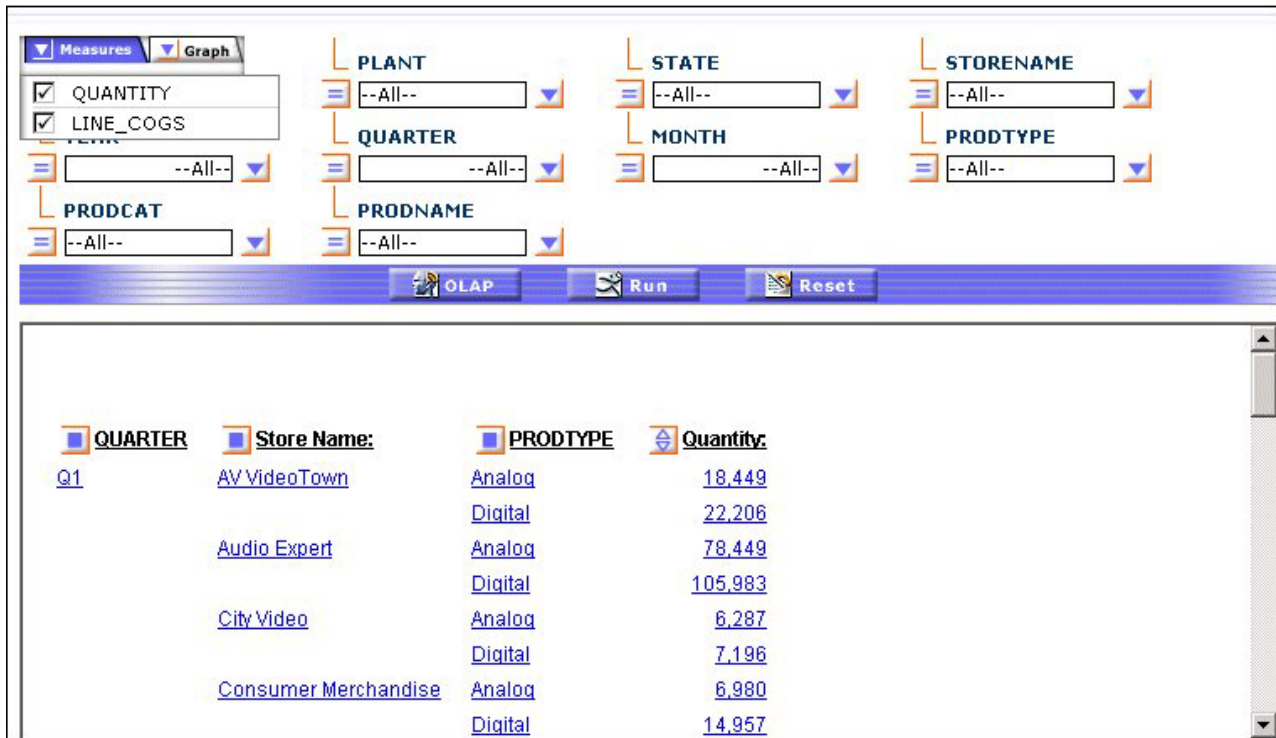 Measures Graph
QUANTITY
LINE_COGS
PLANT STATE STORENAME
--All-- --All-- --All--
YEAR QUARTER MONTH PRODTYPE
--All-- --All-- --All-- --All--
PRODCAT PRODNAME
--All-- --All--
OLAP Run Reset
QUARTER Store Name: PRODTYPE Quantity:
Q1 AV VideoTown Analog 18,449
Digital 22,206
Audio Expert Analog 78,449
Digital 105,983
City Video Analog 6,287
Digital 7,196
Consumer Merchandise Analog 6,980
Digital 14,957